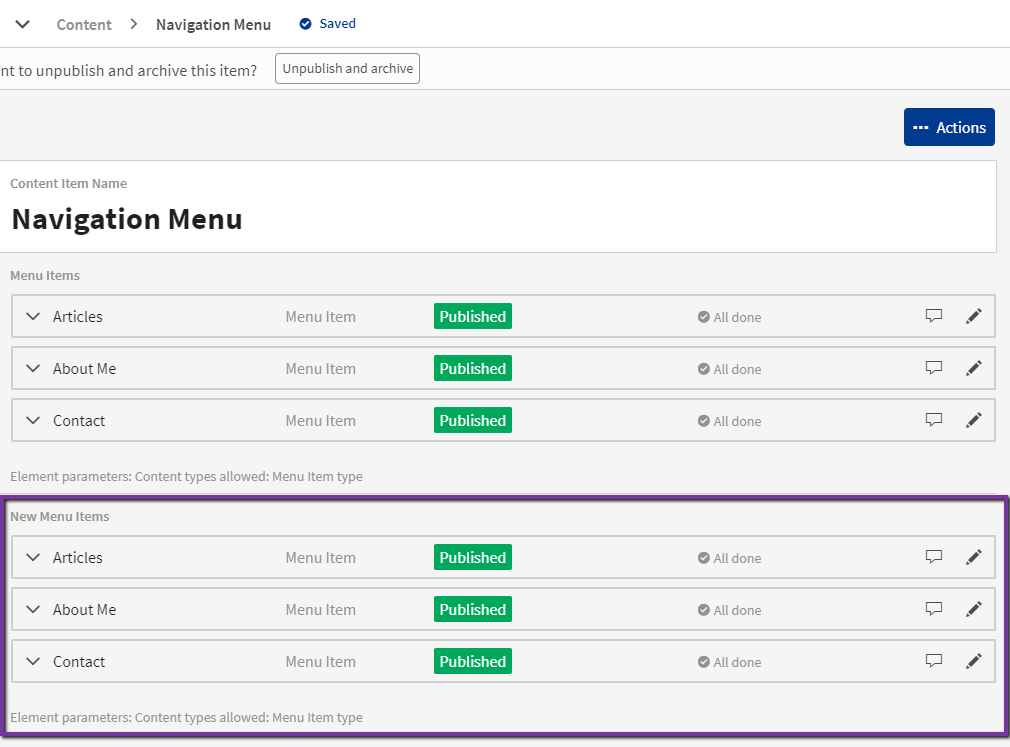 Content > Navigation Menu Saved
nt to unpublish and archive this item? Unpublish and archive
Actions
Content Item Name
Navigation Menu
Menu Items
Articles Menu Item Published All done
About Me Menu Item Published All done
Contact Menu Item Published All done
Element parameters: Content types allowed: Menu Item type
New Menu Items
Articles Menu Item Published All done
About Me Menu Item Published All done
Contact Menu Item Published All done
Element parameters: Content types allowed: Menu Item type